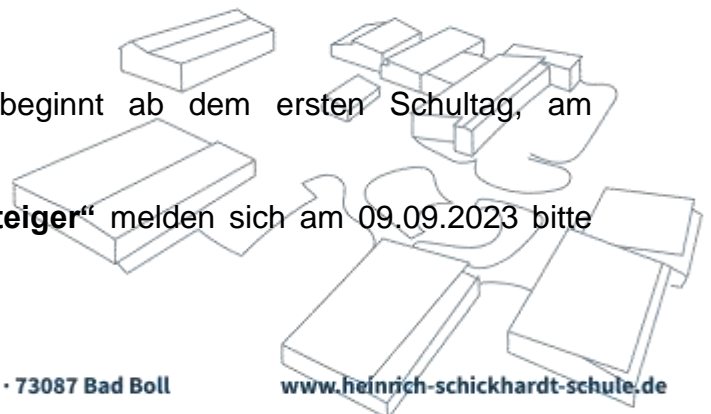 beginnt ab dem ersten Schultag, am
teiger“ melden sich am 09.09.2023 bitte
· 73087 Bad Boll www.heinrich-schickhardt-schule.de